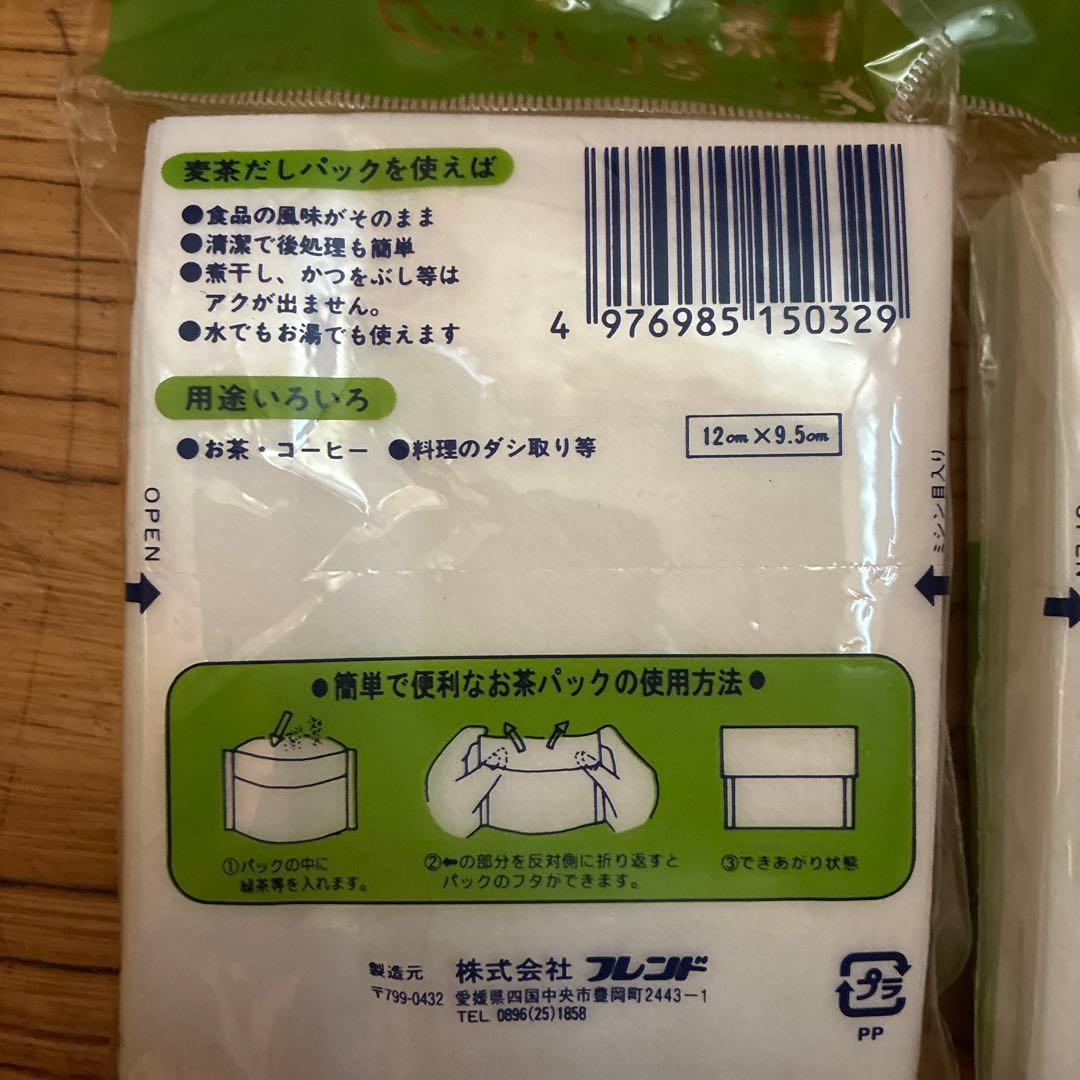 麦茶だしパックを使えば
●食品の風味がそのまま
●清潔で後処理も簡単
●煮干し、かつをぶし等は
アクが出ません。
●水でもお湯でも使えます
4 976985 150329
用途いろいろ
●お茶・コーヒー ●料理のダシ取り等
12cm×9.5cm
OPEN
ミシン目入り
●簡単で便利なお茶パックの使用方法●
①パックの中に
緑茶等を入れます。
②←の部分を反対側に折り返すと
パックのフタができます。
③できあがり状態
製造元 株式会社 フレンド
〒799-0432 愛媛県四国中央市豊岡町2443-1
TEL 0896(25)1858
プラ
PP